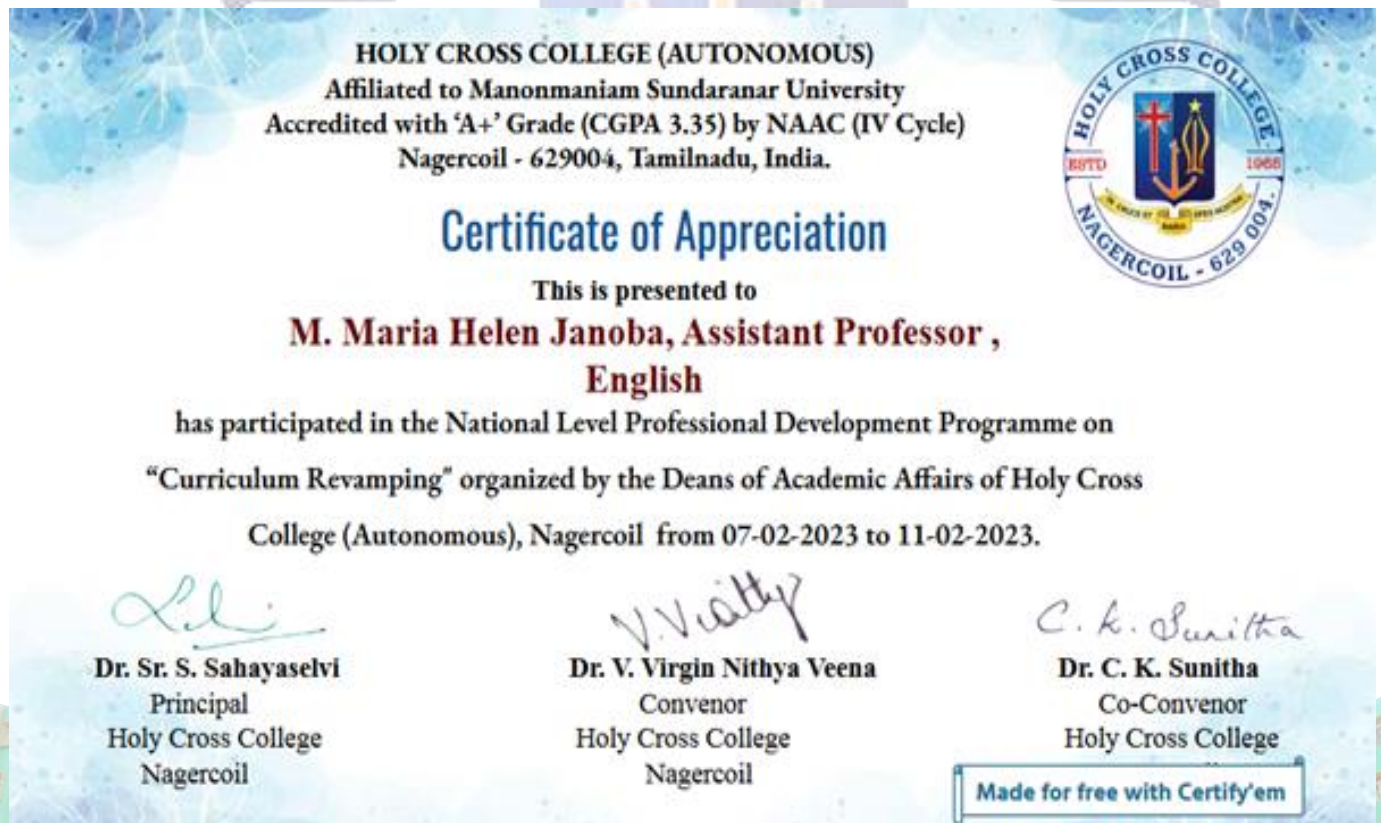 HOLY CROSS COLLEGE (AUTONOMOUS)
Affiliated to Manonmaniam Sundaranar University
Accredited with ‘A+’ Grade (CGPA 3.35) by NAAC (IV Cycle)
Nagercoil - 629004, Tamilnadu, India.
HOLY CROSS COLLEGE
ESTD 1965
NAGERCOIL - 629 004.
Certificate of Appreciation
This is presented to
M. Maria Helen Janoba, Assistant Professor ,
English
has participated in the National Level Professional Development Programme on
“Curriculum Revamping” organized by the Deans of Academic Affairs of Holy Cross
College (Autonomous), Nagercoil from 07-02-2023 to 11-02-2023.
C. K. Sunitha
Dr. Sr. S. Sahayaselvi
Principal
Holy Cross College
Nagercoil
Dr. V. Virgin Nithya Veena
Convenor
Holy Cross College
Nagercoil
Dr. C. K. Sunitha
Co-Convenor
Holy Cross College
Made for free with Certify'em